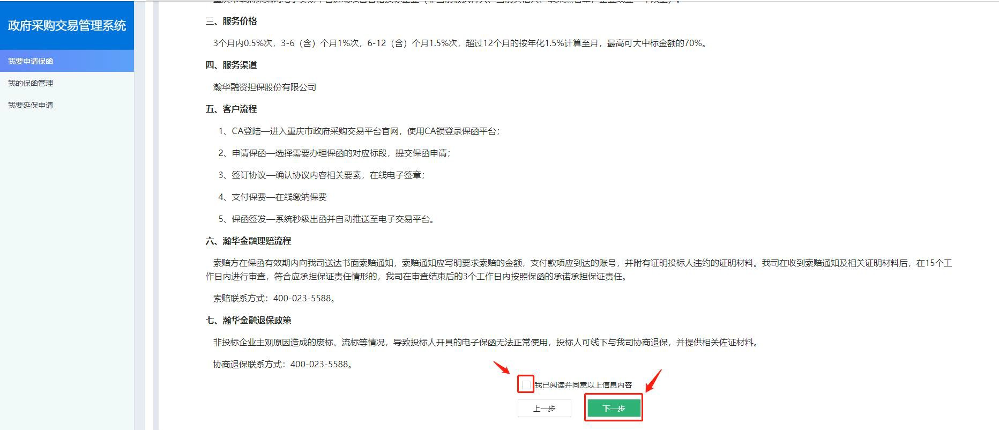 政府采购交易管理系统
我要申请保函
我的保函管理
我要延保申请
三、服务价格
3个月内0.5%次，3-6（含）个月1%次，6-12（含）个月1.5%次，超过12个月的按年化1.5%计算至月，最高可大中标金额的70%。
四、服务渠道
瀚华融资担保股份有限公司
五、客户流程
1、CA登陆—进入重庆市政府采购交易平台官网，使用CA锁登录保函平台；
2、申请保函—选择需要办理保函的对应标段，提交保函申请；
3、签订协议—确认协议内容相关要素，在线电子签章；
4、支付保费—在线缴纳保费
5、保函签发—系统秒级出函并自动推送至电子交易平台。
六、瀚华金融理赔流程
索赔方在保函有效期内向我司送达书面索赔通知，索赔通知应写明要求索赔的金额，支付款项应到达的账号，并附有证明投标人违约的证明材料。我司在收到索赔通知及相关证明材料后，在15个工
作日内进行审查，符合应承担保证责任情形的，我司在审查结束后的3个工作日内按照保函的承诺承担保证责任。
索赔联系方式：400-023-5588。
七、瀚华金融退保政策
非投标企业主观原因造成的废标、流标等情况，导致投标人开具的电子保函无法正常使用，投标人可线下与我司协商退保，并提供相关佐证材料。
协商退保联系方式：400-023-5588。
我已阅读并同意以上信息内容
上一步
下一步